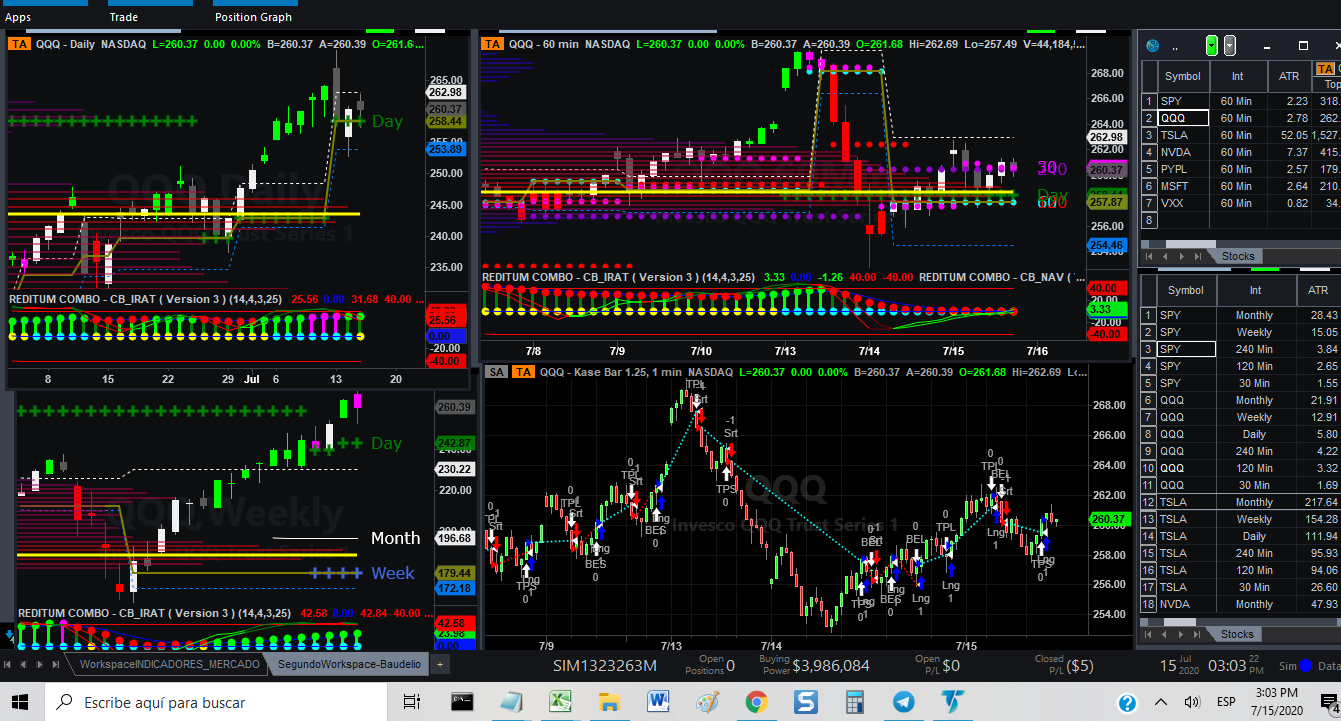 Apps Trade Position Graph
TA QQQ - Daily NASDAQ L=260.37 0.00 0.00% B=260.37 A=260.39 O=261.6...
265.00
262.98
260.37
258.44
253.89
250.00
245.00
240.00
235.00
Day
QQQ Daily
Invesco QQQ Trust Series 1
REDITUM COMBO - CB_IRAT ( Version 3 ) (14,4,3,25) 25.56 0.00 31.68 40.00 ...
25.56
0.00
-20.00
-40.00
8 15 22 29 Jul 6 13 20
260.39
242.87
230.22
220.00
196.68
179.44
172.18
Day
Month
Week
QQQ Weekly
REDITUM COMBO - CB_IRAT ( Version 3 ) (14,4,3,25) 42.58 0.00 42.84 40.00 ...
42.58
23.98
TA QQQ - 60 min NASDAQ L=260.37 0.00 0.00% B=260.37 A=260.39 O=261.68 Hi=262.69 Lo=257.49 V=44,184,...
268.00
266.00
264.00
262.98
262.00
260.37
257.87
256.00
254.46
Day
REDITUM COMBO - CB_IRAT ( Version 3 ) (14,4,3,25) 3.33 0.00 -1.26 40.00 -40.00 REDITUM COMBO - CB_NAV ( '...
40.00
20.00
3.33
-20.00
-40.00
7/8 7/9 7/10 7/13 7/14 7/15 7/16
SA TA QQQ - Kase Bar 1.25, 1 min NASDAQ L=260.37 0.00 0.00% B=260.37 A=260.39 O=261.68 Hi=262.69 L...
268.00
266.00
264.00
262.00
260.37
258.00
256.00
254.00
QQQ
Invesco QQQ Trust Series 1
TPL
Srt
-1
Srt
TPS
0
0
TPL
BES
0
TPS
BEL
Lng
1
7/9 7/13 7/14 7/15
Symbol Int ATR TA
Top
1 SPY 60 Min 2.23 318.
2 QQQ 60 Min 2.78 262.
3 TSLA 60 Min 52.05 1,527.
4 NVDA 60 Min 7.37 415.
5 PYPL 60 Min 2.57 179.
6 MSFT 60 Min 2.64 210.
7 VXX 60 Min 0.82 34.
8
Stocks
Symbol Int ATR
1 SPY Monthly 28.43
2 SPY Weekly 15.05
3 SPY 240 Min 3.84
4 SPY 120 Min 2.65
5 SPY 30 Min 1.55
6 QQQ Monthly 21.91
7 QQQ Weekly 12.91
8 QQQ Daily 5.80
9 QQQ 240 Min 4.22
10 QQQ 120 Min 3.32
11 QQQ 30 Min 1.69
12 TSLA Monthly 217.64
13 TSLA Weekly 154.28
14 TSLA Daily 111.94
15 TSLA 240 Min 95.93
16 TSLA 120 Min 94.06
17 TSLA 30 Min 26.60
18 NVDA Monthly 47.93
Stocks
WorkspaceINDICADORES_MERCADO SegundoWorkspace-Baudelio +
SIM1323263M Open Positions 0 Buying Power $3,986,084 Open P/L $0 Closed P/L ($5) 15 Jul 2020 03:03 22 PM Sim Data
Escribe aquí para buscar
ESP
3:03 PM
7/15/2020